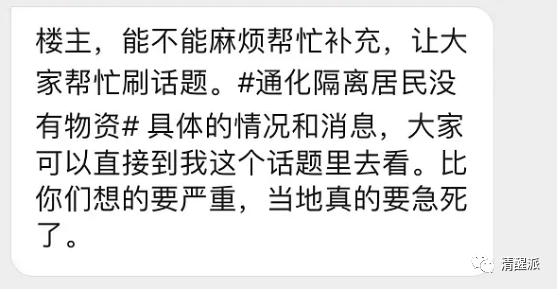 楼主，能不能麻烦帮忙补充，让大
家帮忙刷话题。#通化隔离居民没
有物资# 具体的情况和消息，大家
可以直接到我这个话题里去看。比
你们想的要严重，当地真的要急死
了。
清醒派